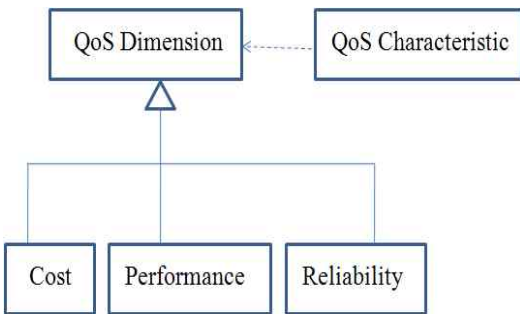 QoS Dimension
QoS Characteristic
Cost
Performance
Reliability